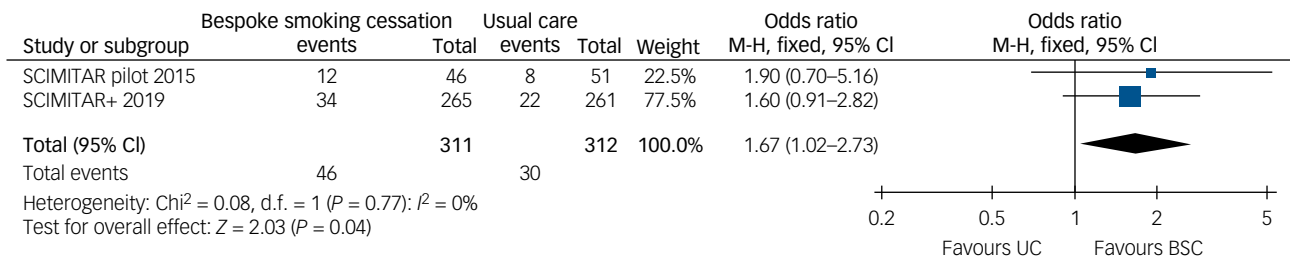 Bespoke smoking cessation Usual care Odds ratio Odds ratio
Study or subgroup events Total events Total Weight M-H, fixed, 95% CI M-H, fixed, 95% CI
SCIMITAR pilot 2015 12 46 8 51 22.5% 1.90 (0.70–5.16)
SCIMITAR+ 2019 34 265 22 261 77.5% 1.60 (0.91–2.82)
Total (95% CI) 311 312 100.0% 1.67 (1.02–2.73)
Total events 46 30
Heterogeneity: Chi² = 0.08, d.f. = 1 (P = 0.77): I² = 0%
Test for overall effect: Z = 2.03 (P = 0.04)
0.2 0.5 1 2 5
Favours UC Favours BSC